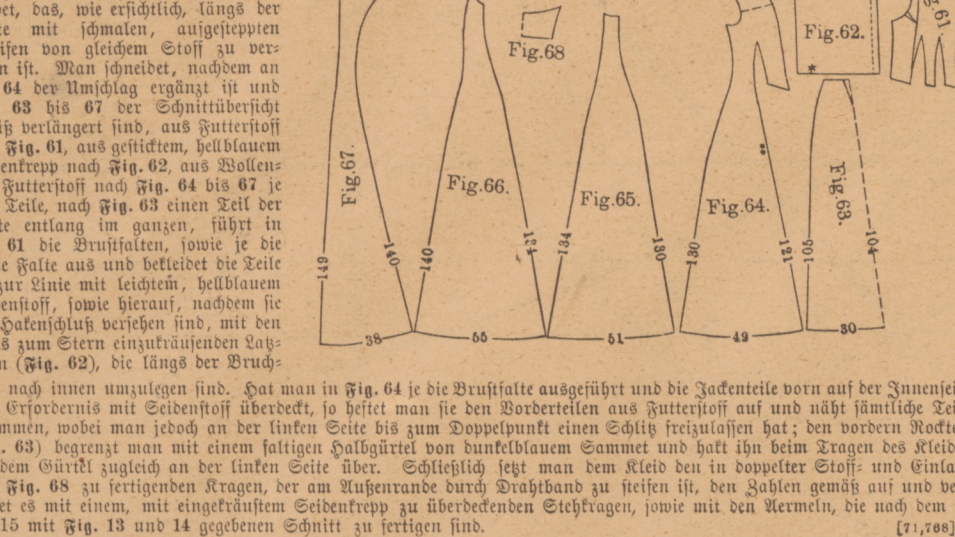 bet, das, wie ersichtlich, längs der
te mit schmalen, aufgesteppten
ifen von gleichem Stoff zu ver=
n ist. Man schneidet, nachdem an
64 der Umschlag ergänzt ist und
63 bis 67 der Schnittübersicht
iß verlängert sind, aus Futterstoff
Fig. 61, aus gesticktem, hellblauem
enkrepp nach Fig. 62, aus Wollen=
Futterstoff nach Fig. 64 bis 67 je
Teile, nach Fig. 63 einen Teil der
te entlang im ganzen, führt in
61 die Brustfalten, sowie je die
e Falte aus und bekleidet die Teile
zur Linie mit leichtem, hellblauem
enstoff, sowie hierauf, nachdem sie
Hakenschluß versehen sind, mit den
s zum Stern einzukräusenden Latz=
n (Fig. 62), die längs der Bruch=
nach innen umzulegen sind. Hat man in Fig. 64 je die Brustfalte ausgeführt und die Jackenteile vorn auf der Innensei
Erfordernis mit Seidenstoff überdeckt, so heftet man sie den Vorderteilen aus Futterstoff auf und näht sämtliche Tei
mmen, wobei man jedoch an der linken Seite bis zum Doppelpunkt einen Schlitz freizulassen hat; den vordern Rockte
. 63) begrenzt man mit einem faltigen Halbgürtel von dunkelblauem Sammet und hakt ihn beim Tragen des Kleid
dem Gürtel zugleich an der linken Seite über. Schließlich setzt man dem Kleid den in doppelter Stoff= und Einla
Fig. 68 zu fertigenden Kragen, der am Außenrande durch Drahtband zu steifen ist, den Zahlen gemäß auf und ve
et es mit einem, mit eingekräustem Seidenkrepp zu überdeckenden Stehkragen, sowie mit den Aermeln, die nach dem
15 mit Fig. 13 und 14 gegebenen Schnitt zu fertigen sind.
[71,768]
Fig.68
Fig.62.
Fig.61.
Fig.67.
Fig.66.
Fig.65.
Fig.64.
Fig.63.
149
140
140
131
134
130
130
121
105
104
38
55
51
49
30